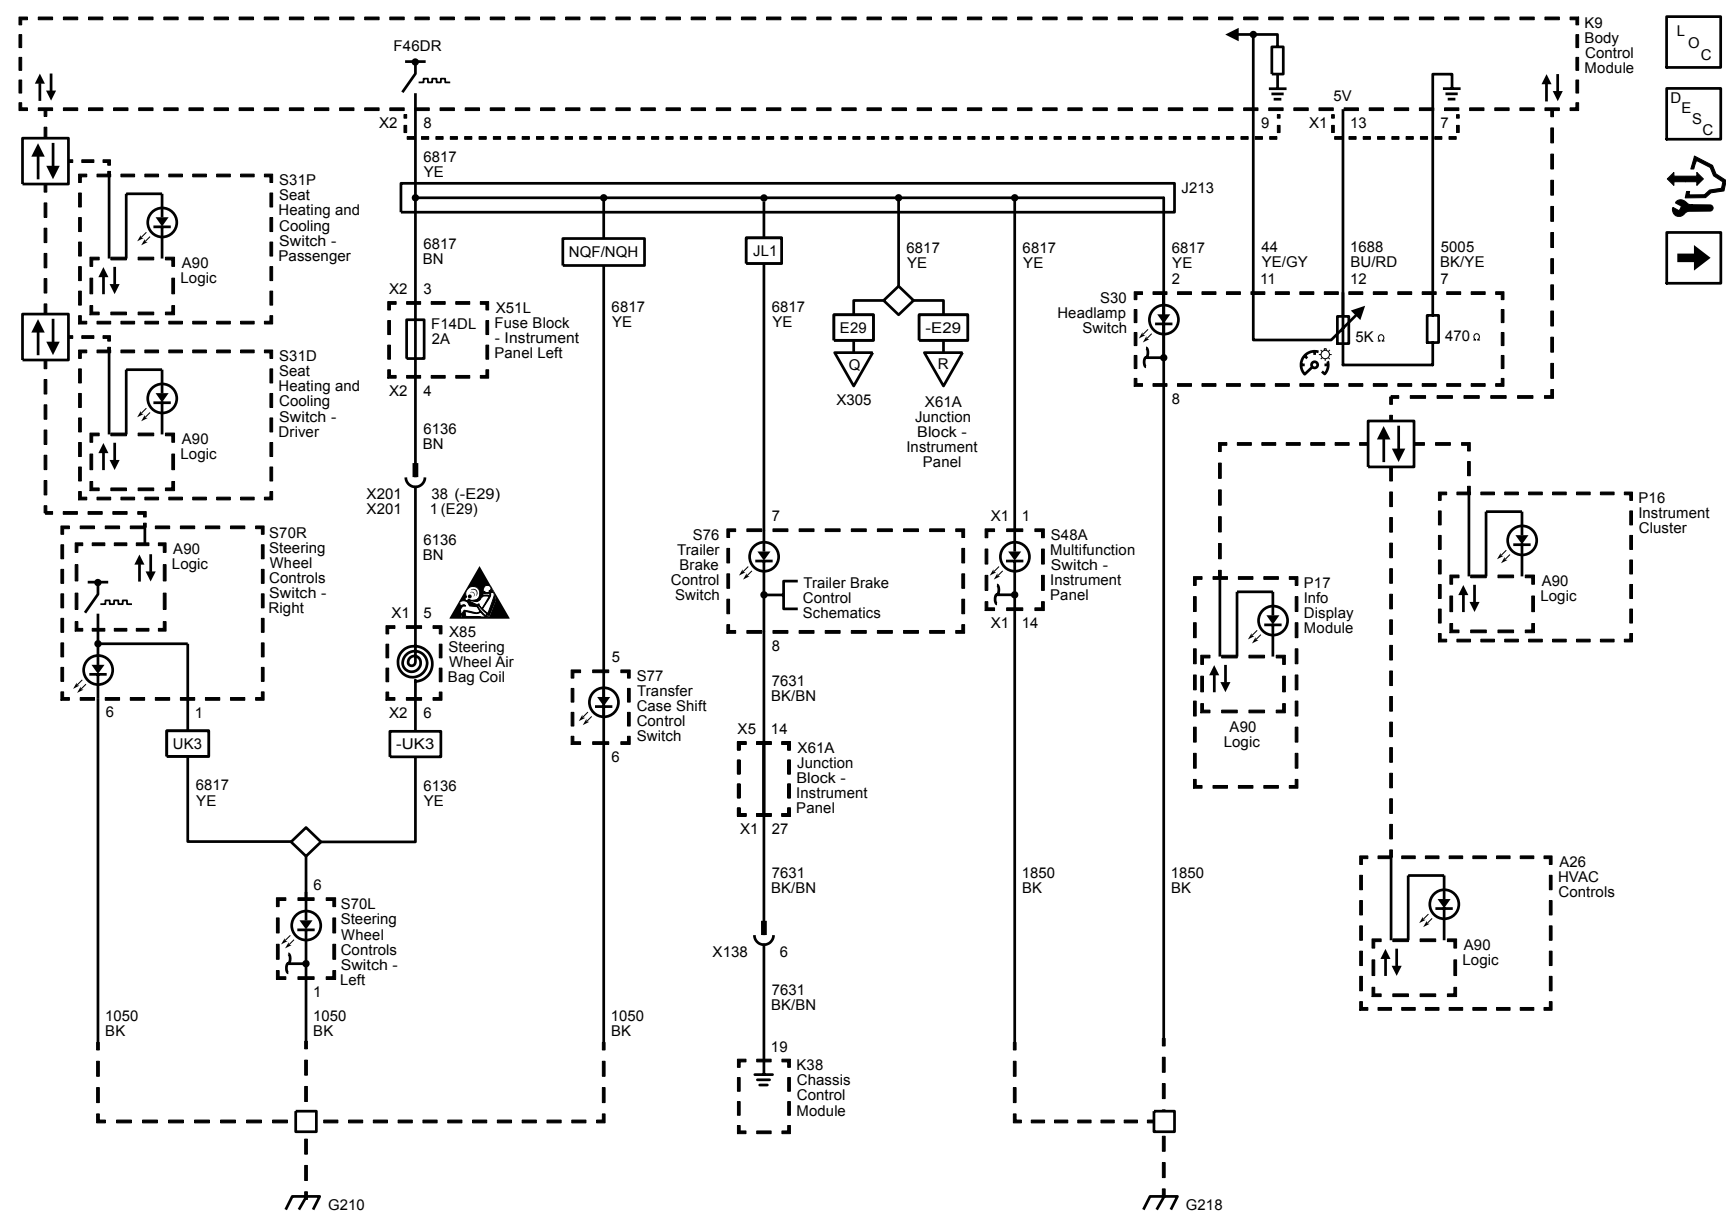 K9
Body
Control
Module
L
O
C
D
E
S
C
F46DR
5V
X2 8
9
X1 13
7
6817
YE
J213
S31P
Seat
Heating and
Cooling
Switch -
Passenger
A90
Logic
6817
BN
NQF/NQH
JL1
6817
YE
6817
YE
6817
YE
2
44
YE/GY
11
1688
BU/RD
12
5005
BK/YE
7
X2 3
X51L
Fuse Block
- Instrument
Panel Left
F14DL
2A
X2 4
6817
YE
6817
YE
E29
-E29
Q
R
X305
X61A
Junction
Block -
Instrument
Panel
S30
Headlamp
Switch
5K Ω
470 Ω
8
S31D
Seat
Heating and
Cooling
Switch -
Driver
A90
Logic
6136
BN
X201 38 (-E29)
X201 1 (E29)
6136
BN
S70R
Steering
Wheel
Controls
Switch -
Right
A90
Logic
6
1
UK3
6817
YE
X1 5
X85
Steering
Wheel Air
Bag Coil
X2 6
-UK3
6136
YE
5
S77
Transfer
Case Shift
Control
Switch
6
7
S76
Trailer
Brake
Control
Switch
Trailer Brake
Control
Schematics
8
7631
BK/BN
X5 14
X61A
Junction
Block -
Instrument
Panel
X1 27
7631
BK/BN
X138 6
7631
BK/BN
19
K38
Chassis
Control
Module
X1 1
S48A
Multifunction
Switch -
Instrument
Panel
X1 14
1850
BK
1850
BK
P16
Instrument
Cluster
A90
Logic
P17
Info
Display
Module
A90
Logic
A26
HVAC
Controls
A90
Logic
6
S70L
Steering
Wheel
Controls
Switch -
Left
1
1050
BK
1050
BK
1050
BK
G210
G218